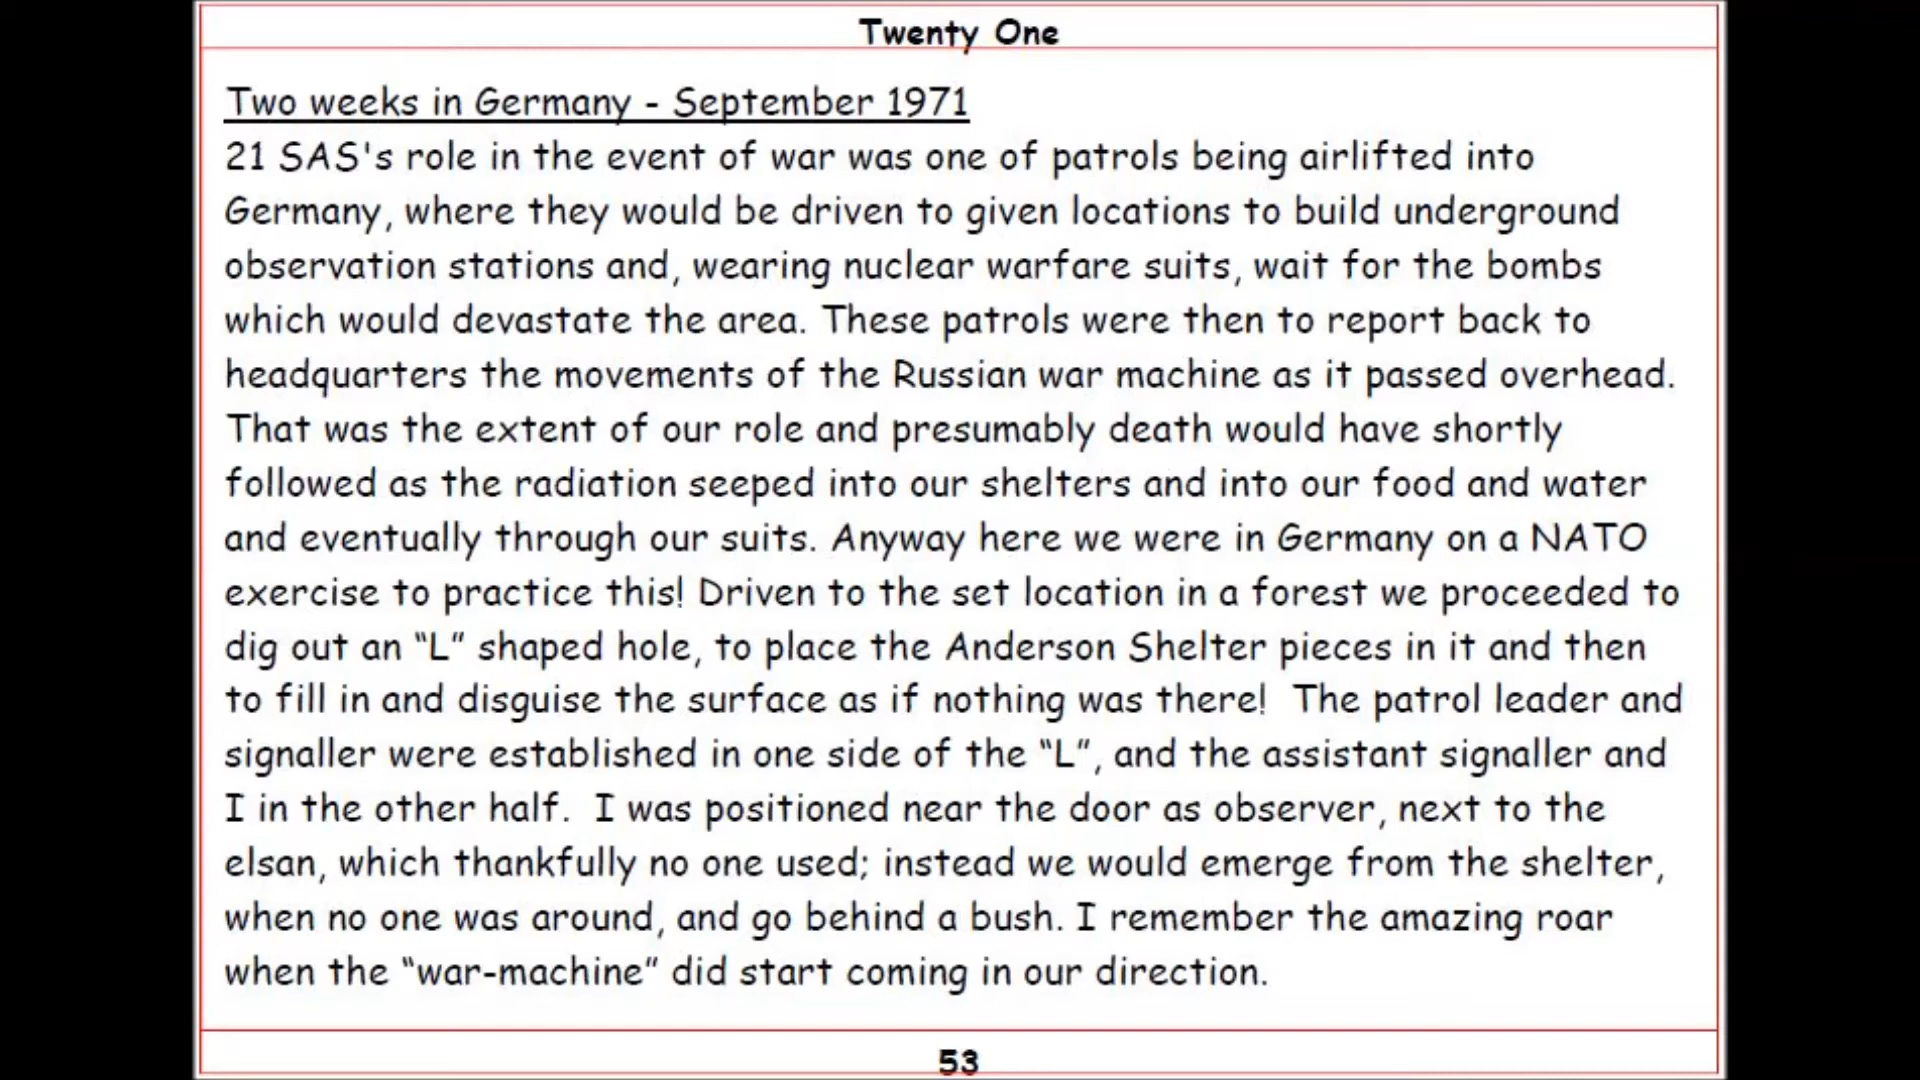 Twenty One
Two weeks in Germany - September 1971
21 SAS's role in the event of war was one of patrols being airlifted into
Germany, where they would be driven to given locations to build underground
observation stations and, wearing nuclear warfare suits, wait for the bombs
which would devastate the area. These patrols were then to report back to
headquarters the movements of the Russian war machine as it passed overhead.
That was the extent of our role and presumably death would have shortly
followed as the radiation seeped into our shelters and into our food and water
and eventually through our suits. Anyway here we were in Germany on a NATO
exercise to practice this! Driven to the set location in a forest we proceeded to
dig out an “L” shaped hole, to place the Anderson Shelter pieces in it and then
to fill in and disguise the surface as if nothing was there!  The patrol leader and
signaller were established in one side of the “L”, and the assistant signaller and
I in the other half.  I was positioned near the door as observer, next to the
elsan, which thankfully no one used; instead we would emerge from the shelter,
when no one was around, and go behind a bush. I remember the amazing roar
when the “war-machine” did start coming in our direction.
53